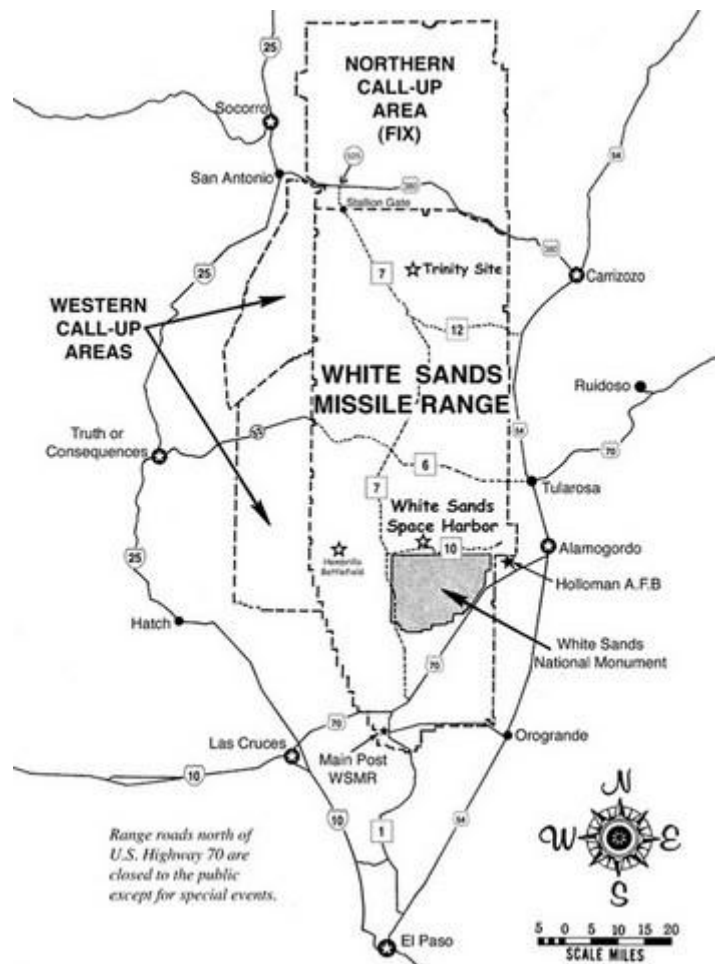 25
NORTHERN
CALL-UP
AREA
(FIX)
Socorro
54
San Antonio
525
380
Stallion Gate
25
7
Trinity Site
380
Carrizozo
WESTERN
CALL-UP
AREAS
12
WHITE SANDS
MISSILE RANGE
Ruidoso
Truth or
Consequences
54
70
6
7
Tularosa
White Sands
Space Harbor
25
10
Alamogordo
Hembrillo
Battlefield
Holloman A.F.B
Hatch
White Sands
National Monument
70
70
Las Cruces
Main Post
WSMR
Orogrande
10
10
1
54
N
W
E
S
Range roads north of
U.S. Highway 70 are
closed to the public
except for special events.
El Paso
5 0 5 10 15 20
SCALE MILES